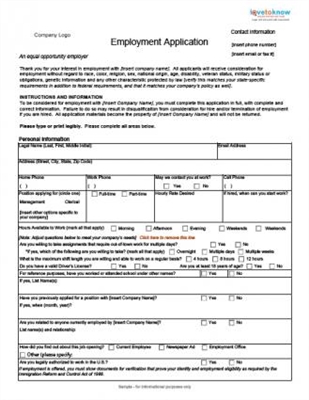 lovetoknow
Company Logo
Contact Information
Employment Application
[Insert phone number]
[Insert email or fax #]
An equal opportunity employer
Thank you for your interest in employment with [Insert company name]. All applicants will receive consideration for
employment without regard to race, color, religion, sex, national origin, age, disability, veteran status, military status or
obligations, genetic information and any other characteristic protected by law [verify this matches your state-specific
requirements in addition to federal requirements, and that it matches your company's policy as well].
INSTRUCTIONS AND INFORMATION
To be considered for employment with [Insert Company Name], you must complete this application in full, with complete and
correct information. Failure to do so may result in disqualification from consideration for hire and/or termination of employment
if you are hired. All application materials become the property of [Insert Company Name] and will not be returned.
Please type or print legibly. Please complete all areas below.
Personal Information
Legal Name (Last, First, Middle Initial) Email Address
Address (Street, City, State, Zip Code)
Home Phone Work Phone May we contact you at work? Cell Phone
( ) ( ) Yes No ( )
Position applying for (circle one) Full-time Part-time Hourly Rate Desired If hired, when can you start work?
Management Clerical
[Insert other options specific to
your company]
Hours Available to Work (mark all that apply) Morning Afternoon Evening Weekends Weekends
(Note: Adjust questions below to meet your company's needs) Click here to remove this line
Are you willing to take assignments that require out of town work for multiple days? Yes No
*If yes, which of the following are you willing to take? (mark all that apply) Overnight Multiple days Multiple weeks
What is the maximum shift length you are willing and able to work on a regular basis? 4 hours 8 hours 12 hours
Do you have a valid Driver's License? Yes No Are you at least 18 years of age? Yes No
For reference purposes, have you worked or attended school under other names? Yes No
If yes, List Name(s)
Have you previously applied for a position with [Insert Company Name]? Yes No
If yes, when (month, year)?
Are you related to anyone currently employed by [Insert Company Name]? Yes No
List name(s) and relationship
How did you find out about this job opening? Current Employee Newspaper Ad Employment Office
Other (please specify:
Are you legally authorized to work in the U.S.? Yes No
If employment is offered, you must show documents for verification that prove your identity and employment eligibility as required by the
Immigration Reform and Control Act of 1986.
Sample - for informational purposes only